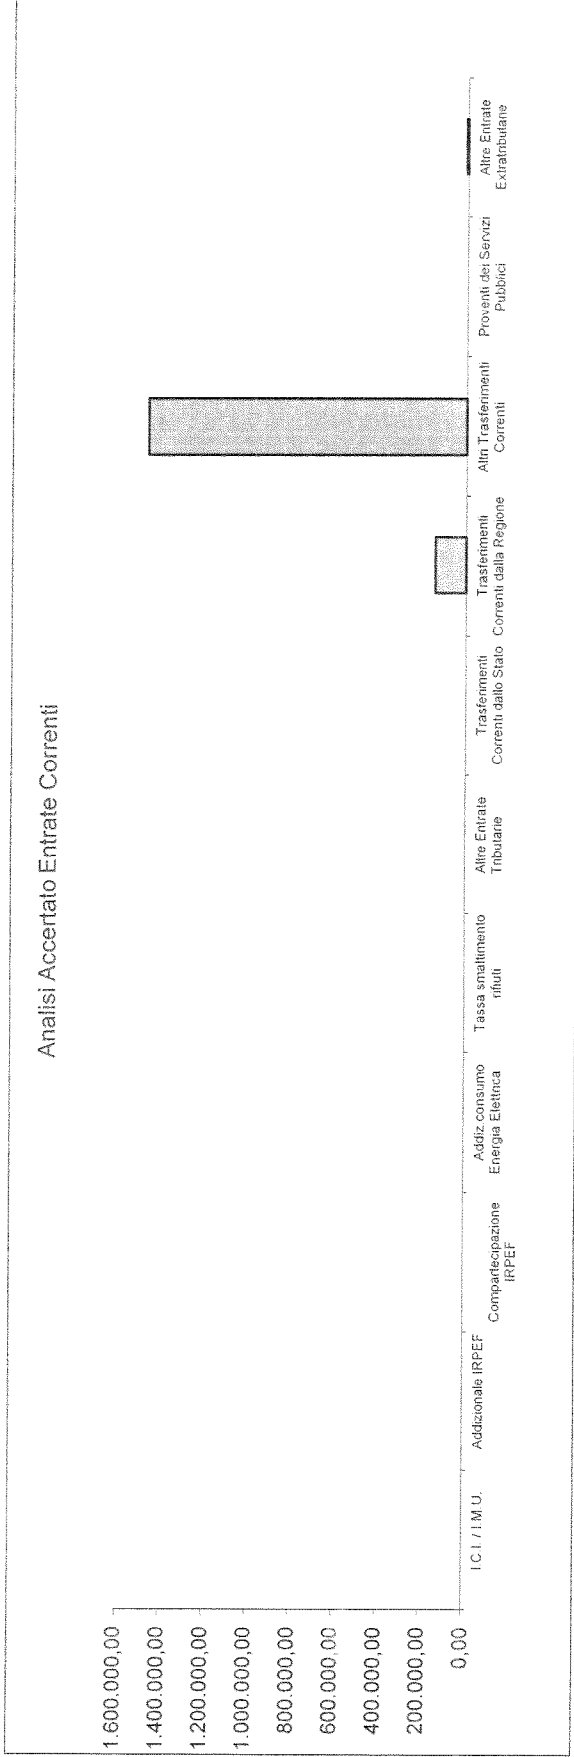 Analisi Accertato Entrate Correnti
1.600.000,00
1.400.000,00
1.200.000,00
1.000.000,00
800.000,00
600.000,00
400.000,00
200.000,00
0,00
I.C.I. / I.M.U.
Addizionale IRPEF
Compartecipazione
IRPEF
Addiz.consumo
Energia Elettrica
Tassa smaltimento
rifiuti
Altre Entrate
Tributarie
Trasferimenti
Correnti dallo Stato
Trasferimenti
Correnti dalla Regione
Altri Trasferimenti
Correnti
Proventi dei Servizi
Pubblici
Altre Entrate
Extratributarie